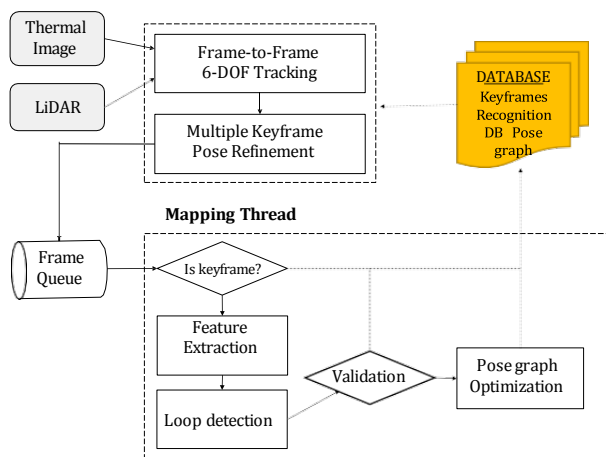 Thermal
Image
LiDAR
Frame-to-Frame
6-DOF Tracking
Multiple Keyframe
Pose Refinement
DATABASE
Keyframes
Recognition
DB Pose
graph
Mapping Thread
Frame
Queue
Is keyframe?
Feature
Extraction
Loop detection
Validation
Pose graph
Optimization